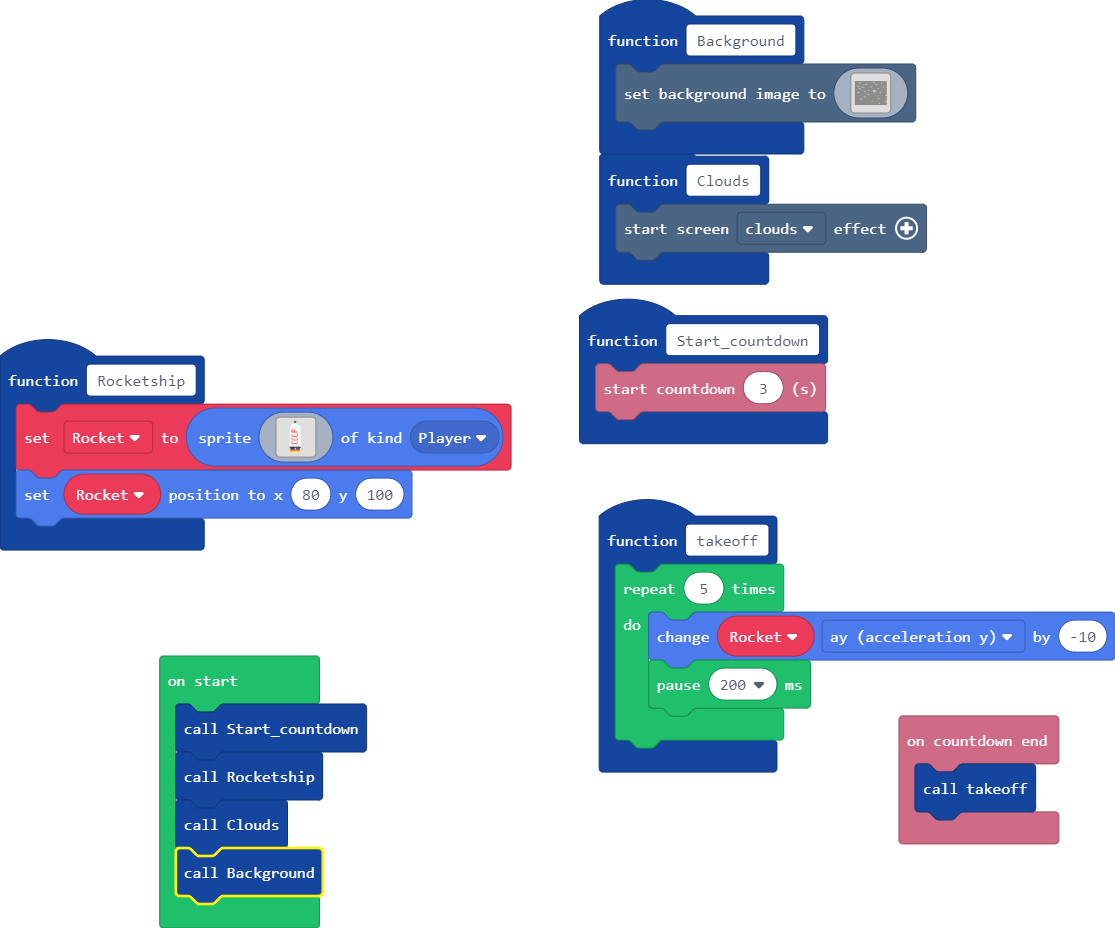 function Background
set background image to
function Clouds
start screen clouds effect
function Start_countdown
start countdown 3 (s)
function Rocketship
set Rocket to sprite of kind Player
set Rocket position to x 80 y 100
function takeoff
repeat 5 times
do
change Rocket ay (acceleration y) by -10
pause 200 ms
on start
call Start_countdown
call Rocketship
call Clouds
call Background
on countdown end
call takeoff